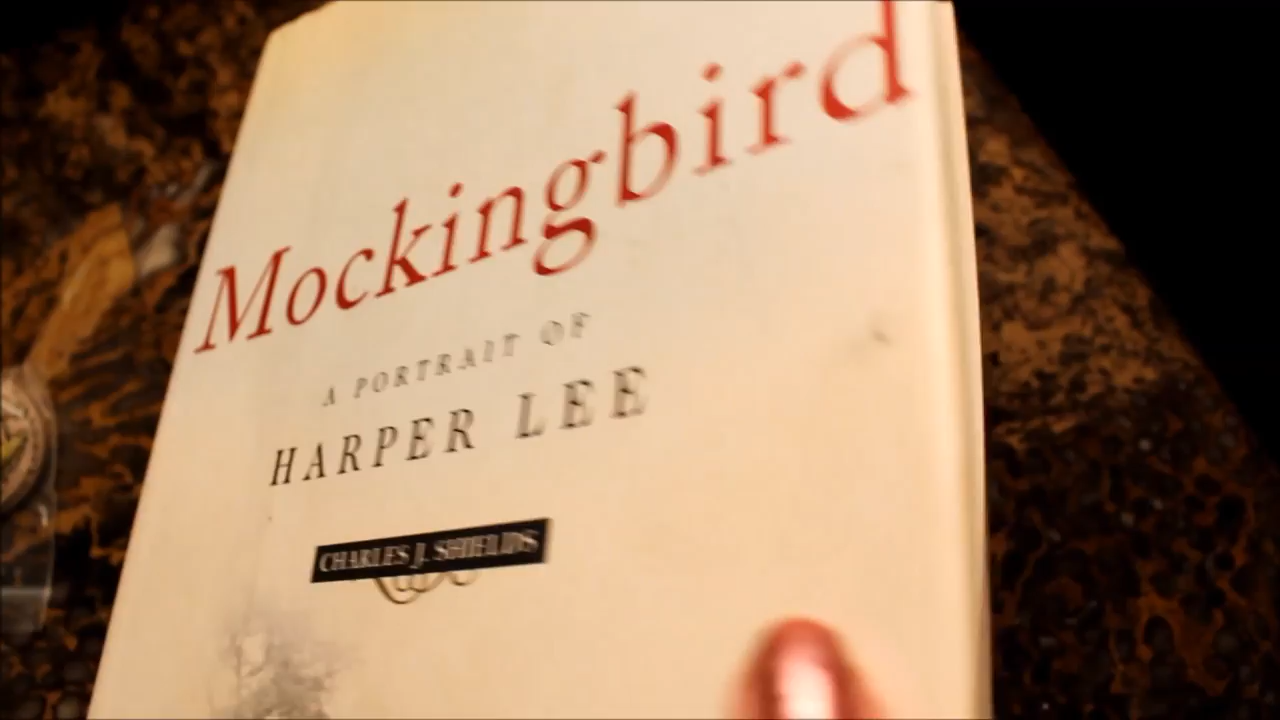 Mockingbird
A PORTRAIT OF
HARPER LEE
CHARLES J. SHIELDS